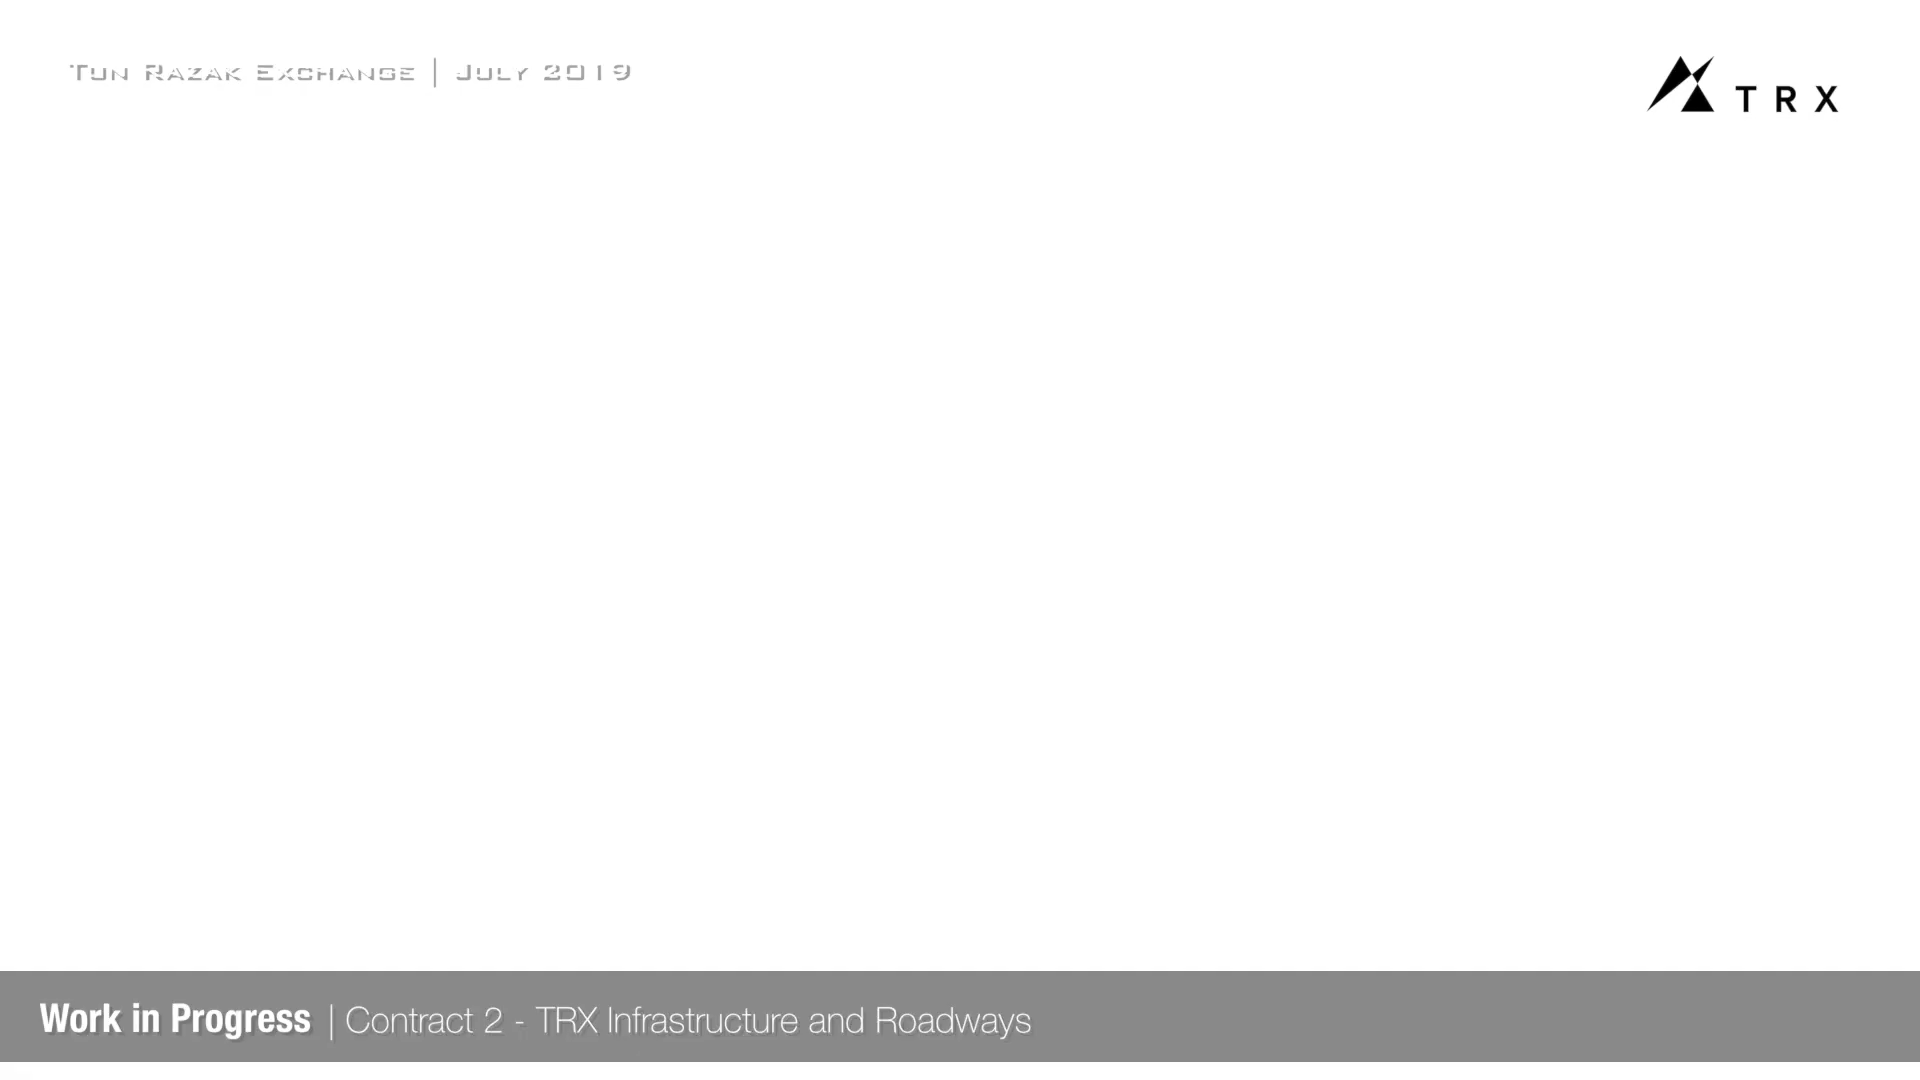 Tun Razak Exchange | July 2019
TRX
Work in Progress | Contract 2 - TRX Infrastructure and Roadways